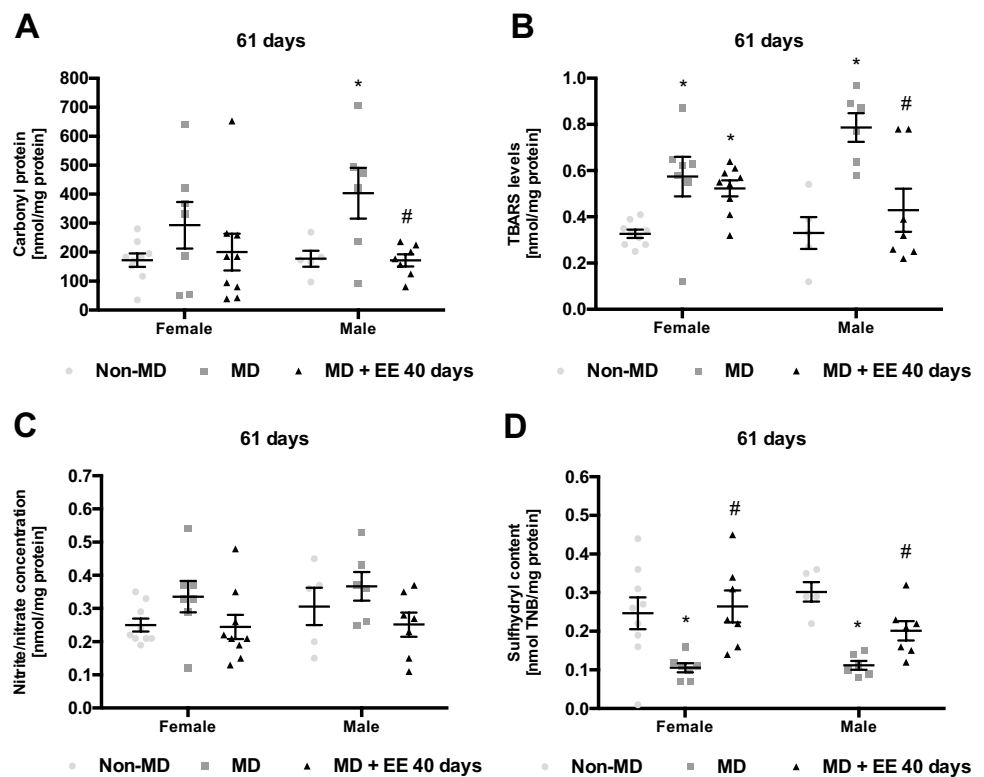 A
61 days
Carbonyl protein
[nmol/mg protein]
800
700
600
500
400
300
200
100
0
*
#
Female
Male
Non-MD MD MD + EE 40 days
B
61 days
TBARS levels
[nmol/mg protein]
1.0
0.8
0.6
0.4
0.2
0.0
*
*
*
#
Female
Male
Non-MD MD MD + EE 40 days
C
61 days
Nitrite/nitrate concentration
[nmol/mg protein]
0.7
0.6
0.5
0.4
0.3
0.2
0.1
0.0
Female
Male
Non-MD MD MD + EE 40 days
D
61 days
Sulfhydryl content
[nmol TNB/mg protein]
0.6
0.5
0.4
0.3
0.2
0.1
0.0
*
#
*
#
Female
Male
Non-MD MD MD + EE 40 days